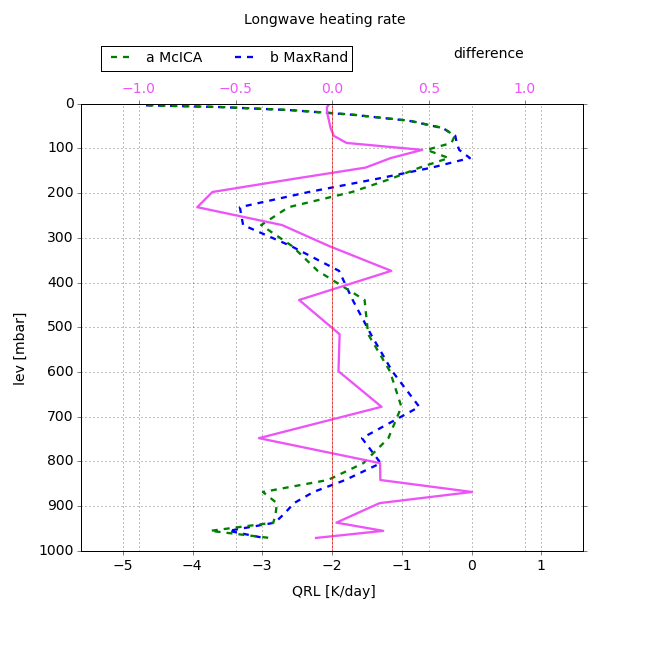 Longwave heating rate
a McICA b MaxRand difference
−1.0 −0.5 0.0 0.5 1.0
0
100
200
300
400
500
600
700
800
900
1000
lev [mbar]
−5 −4 −3 −2 −1 0 1
QRL [K/day]